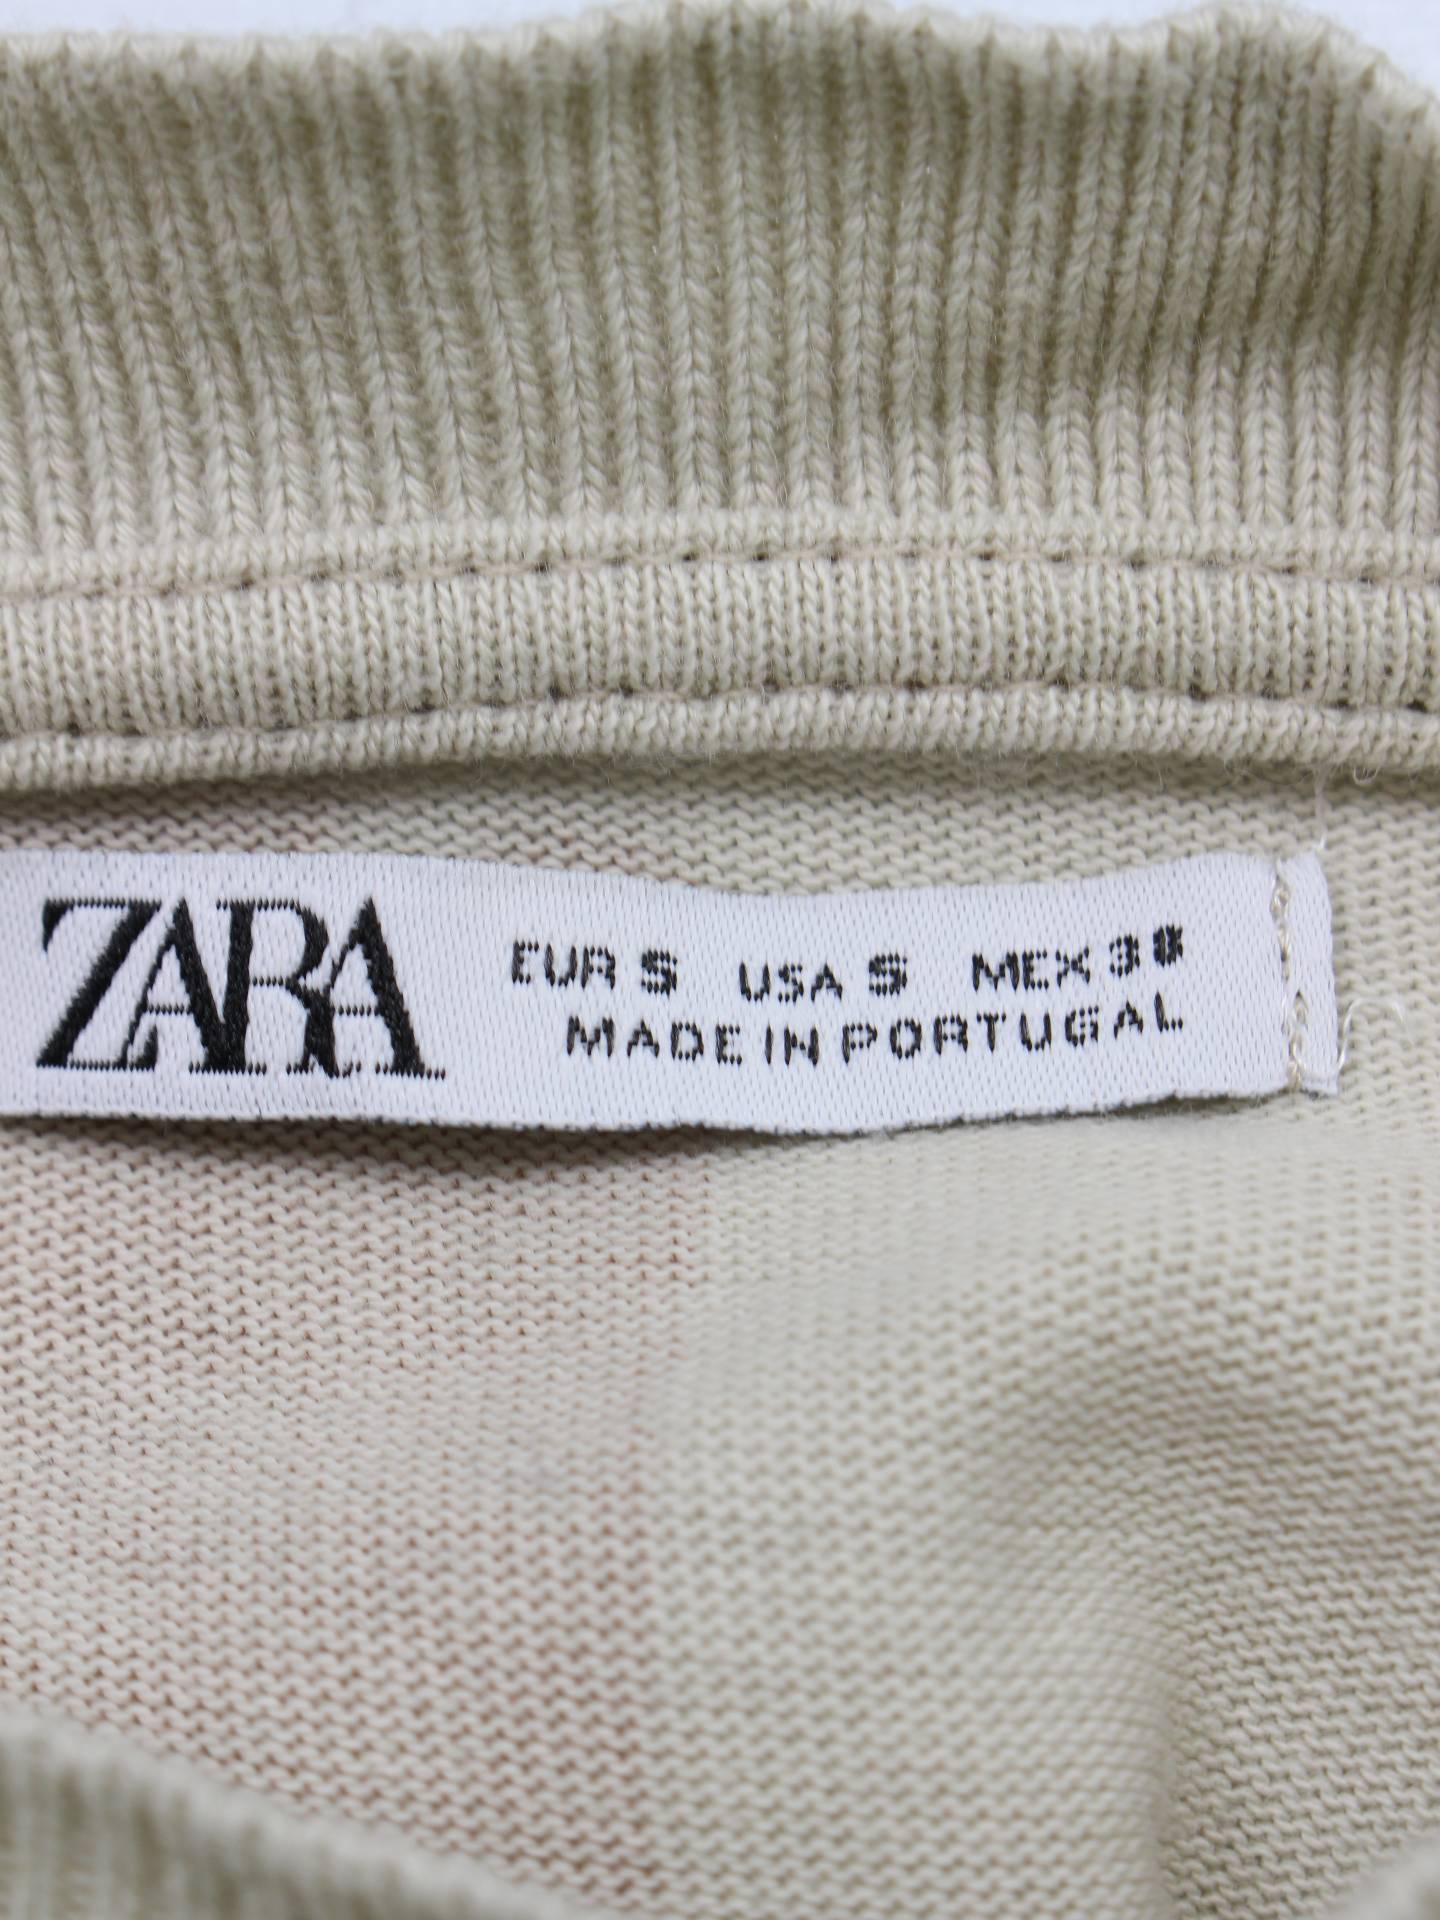 ZARA
EUR S USA S MEX 38
MADE IN PORTUGAL